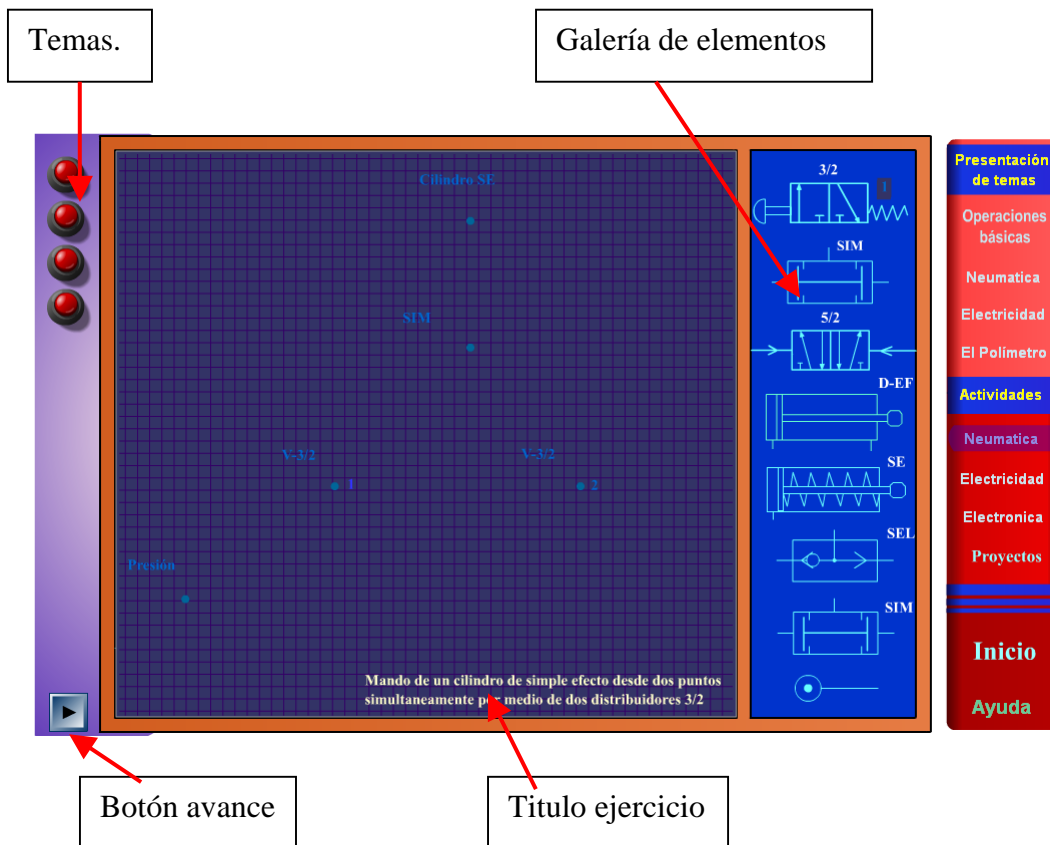 Temas.
Galería de elementos
Cilindro SE
SIM
V-3/2
V-3/2
1
2
Presión
Mando de un cilindro de simple efecto desde dos puntos
simultaneamente por medio de dos distribuidores 3/2
3/2
1
SIM
5/2
D-EF
SE
SEL
SIM
Presentación
de temas
Operaciones
básicas
Neumatica
Electricidad
El Polímetro
Actividades
Neumatica
Electricidad
Electronica
Proyectos
Inicio
Ayuda
Botón avance
Titulo ejercicio